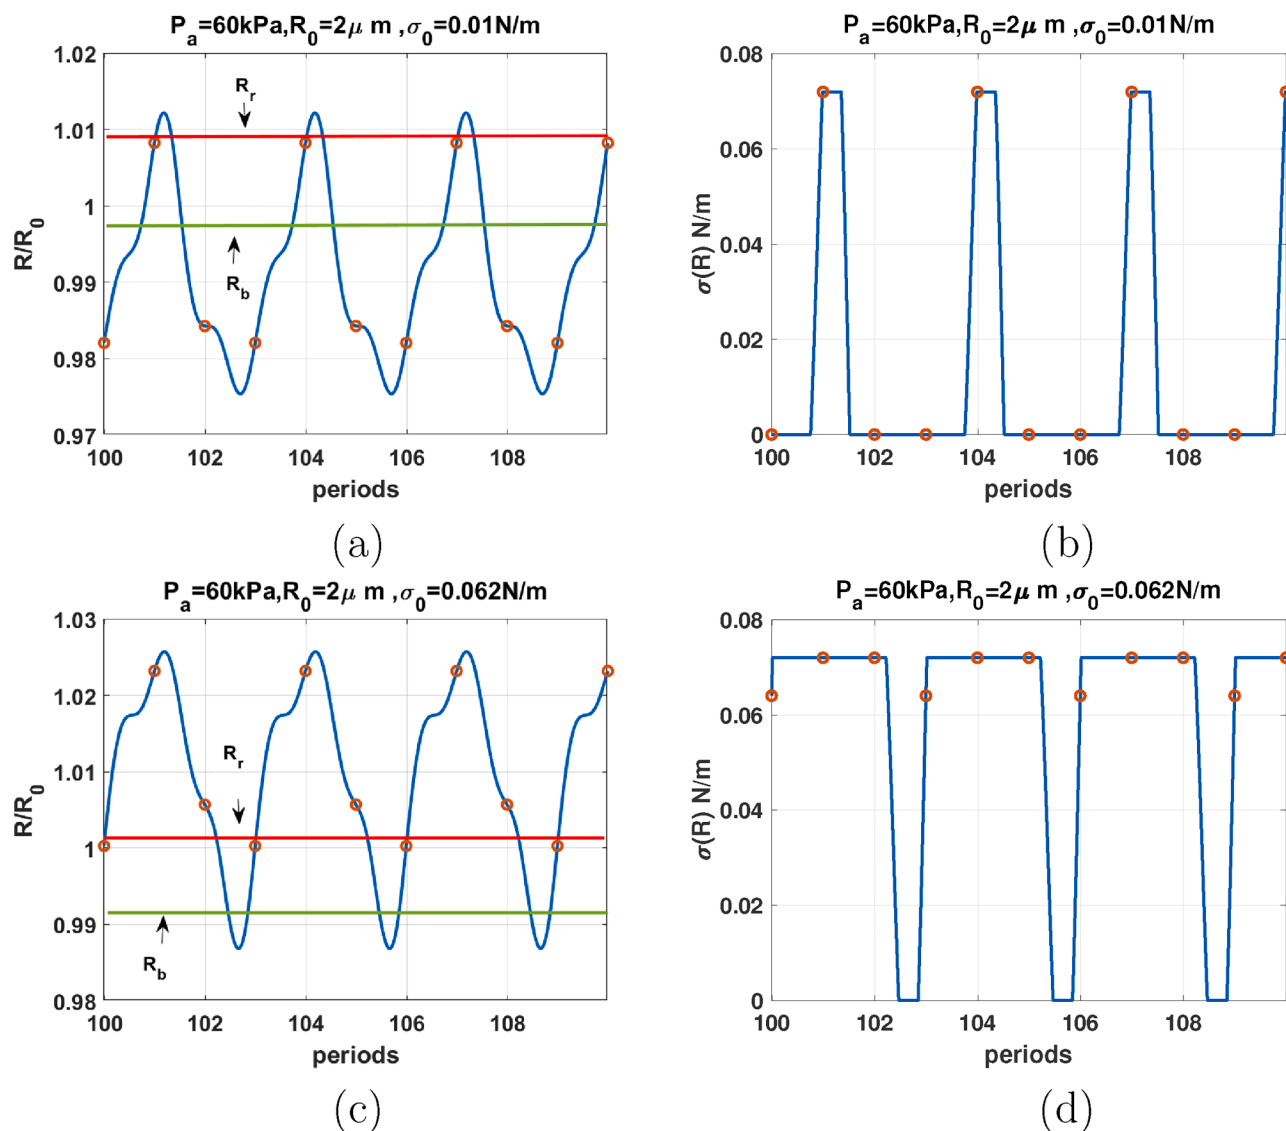 P_a=60kPa,R_0=2μ m ,σ_0=0.01N/m
1.02
1.01
1
0.99
0.98
0.97
R/R_0
R_r
R_b
100 102 104 106 108
periods
(a)
P_a=60kPa,R_0=2μ m ,σ_0=0.01N/m
0.08
0.06
0.04
0.02
0
σ(R) N/m
100 102 104 106 108
periods
(b)
P_a=60kPa,R_0=2μ m ,σ_0=0.062N/m
1.03
1.02
1.01
1
0.99
0.98
R/R_0
R_r
R_b
100 102 104 106 108
periods
(c)
P_a=60kPa,R_0=2μ m ,σ_0=0.062N/m
0.08
0.06
0.04
0.02
0
σ(R) N/m
100 102 104 106 108
periods
(d)